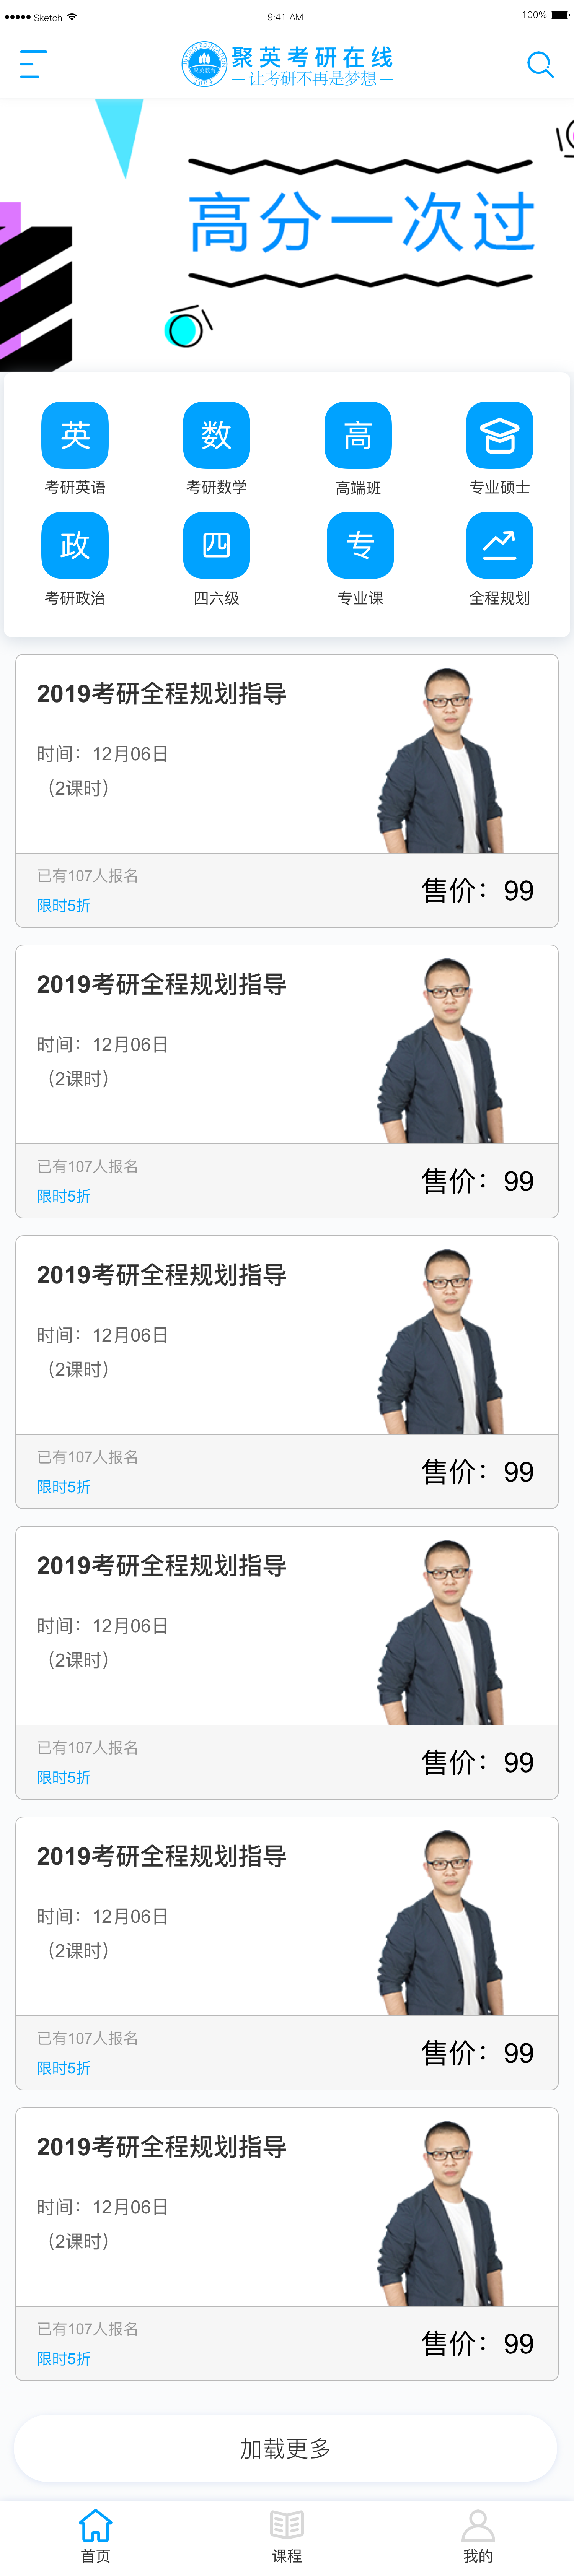 Sketch
9:41 AM
100%
聚英教育
2004
聚英考研在线
让考研不再是梦想
高分一次过
英
数
高
考研英语
考研数学
高端班
专业硕士
政
四
专
考研政治
四六级
专业课
全程规划
2019考研全程规划指导
时间：12月06日
（2课时）
已有107人报名
限时5折
售价：99
2019考研全程规划指导
时间：12月06日
（2课时）
已有107人报名
限时5折
售价：99
2019考研全程规划指导
时间：12月06日
（2课时）
已有107人报名
限时5折
售价：99
2019考研全程规划指导
时间：12月06日
（2课时）
已有107人报名
限时5折
售价：99
2019考研全程规划指导
时间：12月06日
（2课时）
已有107人报名
限时5折
售价：99
2019考研全程规划指导
时间：12月06日
（2课时）
已有107人报名
限时5折
售价：99
加载更多
首页
课程
我的